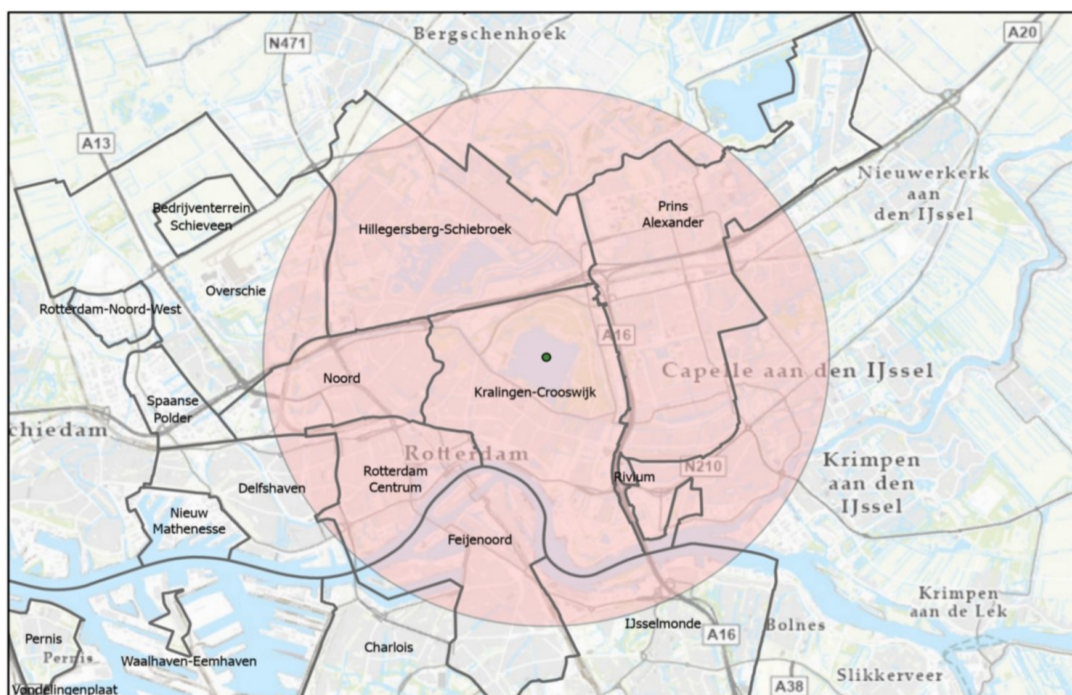 Bergschenhoek
N471
A20
A13
Nieuwerkerk
aan
den IJssel
Bedrijventerrein
Schieveen
Prins
Alexander
Hillegersberg-Schiebroek
Overschie
Rotterdam-Noord-West
A16
Capelle aan den IJssel
Noord
Kralingen-Crooswijk
Spaanse
Polder
chiedam
Rotterdam
Krimpen
aan den
IJssel
N210
Rotterdam
Centrum
Rivium
Delfshaven
Nieuw
Mathenesse
Feijenoord
Krimpen
aan de Lek
IJsselmonde
A16
Bolnes
Pernis
Pernis
Charlois
Waalhaven-Eemhaven
Slikkerveer
Vondelingenplaat
A38